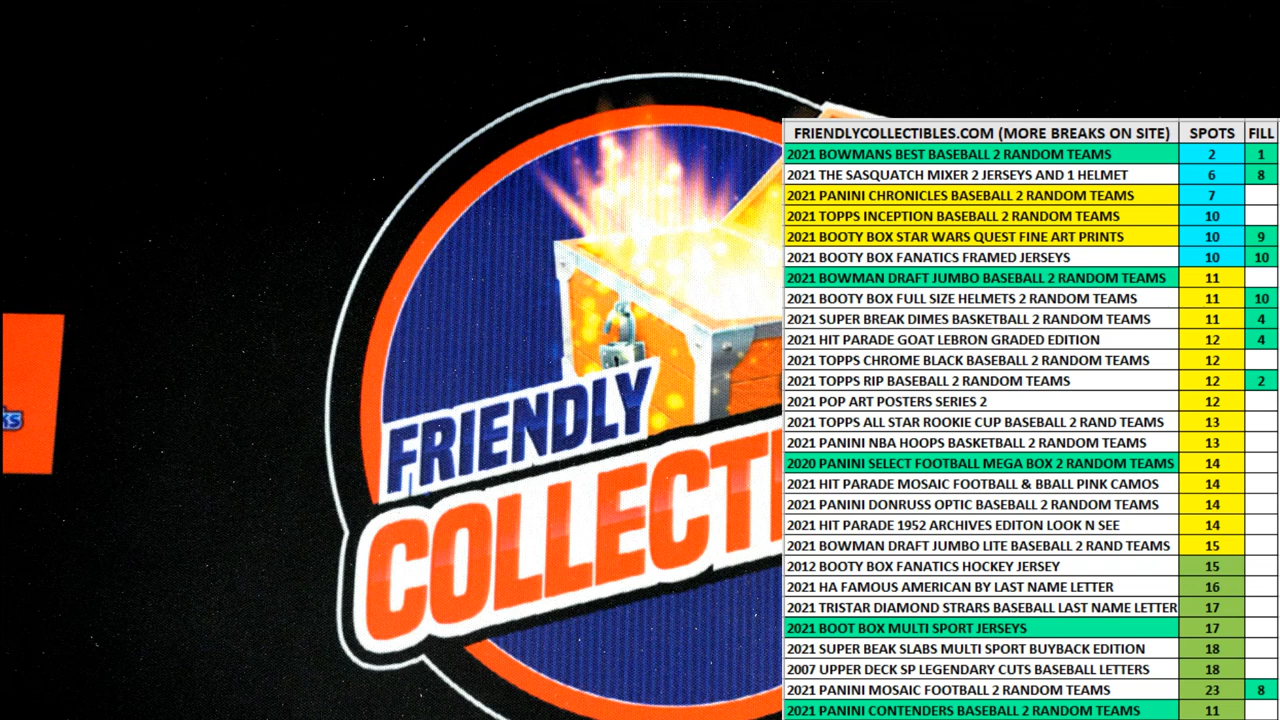 FRIENDLYCOLLECTIBLES.COM (MORE BREAKS ON SITE) SPOTS FILL
2021 BOWMANS BEST BASEBALL 2 RANDOM TEAMS 2 1
2021 THE SASQUATCH MIXER 2 JERSEYS AND 1 HELMET 6 8
2021 PANINI CHRONICLES BASEBALL 2 RANDOM TEAMS 7
2021 TOPPS INCEPTION BASEBALL 2 RANDOM TEAMS 10
2021 BOOTY BOX STAR WARS QUEST FINE ART PRINTS 10 9
2021 BOOTY BOX FANATICS FRAMED JERSEYS 10 10
2021 BOWMAN DRAFT JUMBO BASEBALL 2 RANDOM TEAMS 11
2021 BOOTY BOX FULL SIZE HELMETS 2 RANDOM TEAMS 11 10
2021 SUPER BREAK DIMES BASKETBALL 2 RANDOM TEAMS 11 4
2021 HIT PARADE GOAT LEBRON GRADED EDITION 12 4
2021 TOPPS CHROME BLACK BASEBALL 2 RANDOM TEAMS 12
2021 TOPPS RIP BASEBALL 2 RANDOM TEAMS 12 2
2021 POP ART POSTERS SERIES 2 12
2021 TOPPS ALL STAR ROOKIE CUP BASEBALL 2 RAND TEAMS 13
2021 PANINI NBA HOOPS BASKETBALL 2 RANDOM TEAMS 13
2020 PANINI SELECT FOOTBALL MEGA BOX 2 RANDOM TEAMS 14
2021 HIT PARADE MOSAIC FOOTBALL & BBALL PINK CAMOS 14
2021 PANINI DONRUSS OPTIC BASEBALL 2 RANDOM TEAMS 14
2021 HIT PARADE 1952 ARCHIVES EDITON LOOK N SEE 14
2021 BOWMAN DRAFT JUMBO LITE BASEBALL 2 RAND TEAMS 15
2012 BOOTY BOX FANATICS HOCKEY JERSEY 15
2021 HA FAMOUS AMERICAN BY LAST NAME LETTER 16
2021 TRISTAR DIAMOND STRARS BASEBALL LAST NAME LETTER 17
2021 BOOT BOX MULTI SPORT JERSEYS 17
2021 SUPER BEAK SLABS MULTI SPORT BUYBACK EDITION 18
2007 UPPER DECK SP LEGENDARY CUTS BASEBALL LETTERS 18
2021 PANINI MOSAIC FOOTBALL 2 RANDOM TEAMS 23 8
2021 PANINI CONTENDERS BASEBALL 2 RANDOM TEAMS 11
FRIENDLY
COLLECTI